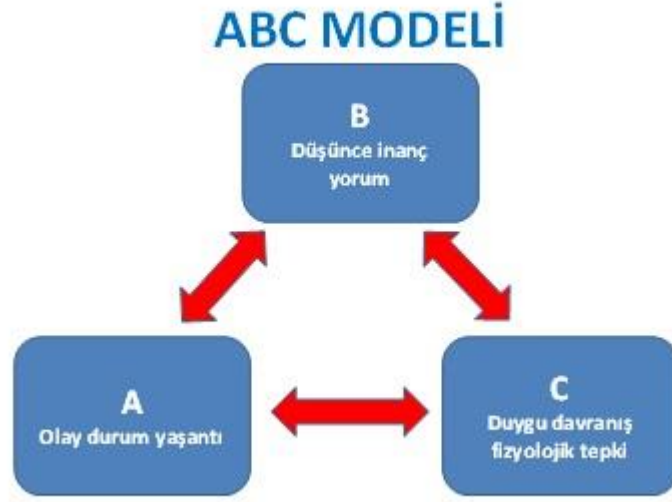 ABC MODELİ
B
Düşünce inanç
yorum
A
Olay durum yaşantı
C
Duygu davranış
fizyolojik tepki